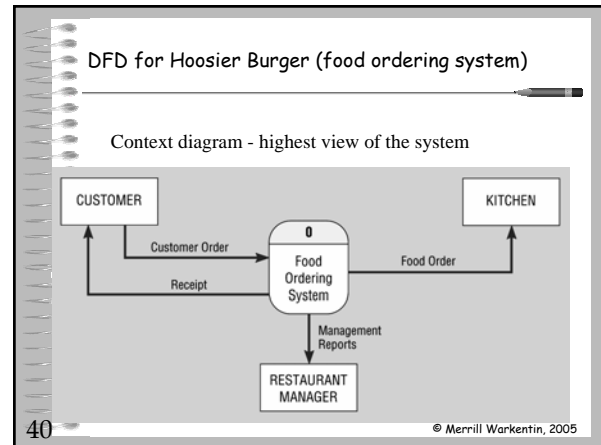 DFD for Hoosier Burger (food ordering system)
Context diagram - highest view of the system
CUSTOMER
KITCHEN
0
Customer Order
Food
Ordering
System
Food Order
Receipt
Management
Reports
RESTAURANT
MANAGER
40
© Merrill Warkentin, 2005